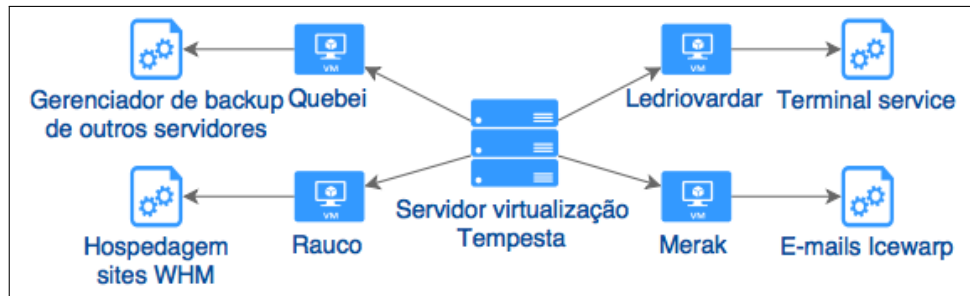 VM
VM
Gerenciador de backup
de outros servidores
Quebei
Ledriovardar
Terminal service
Servidor virtualização
Tempesta
VM
VM
Hospedagem
sites WHM
Rauco
Merak
E-mails Icewarp